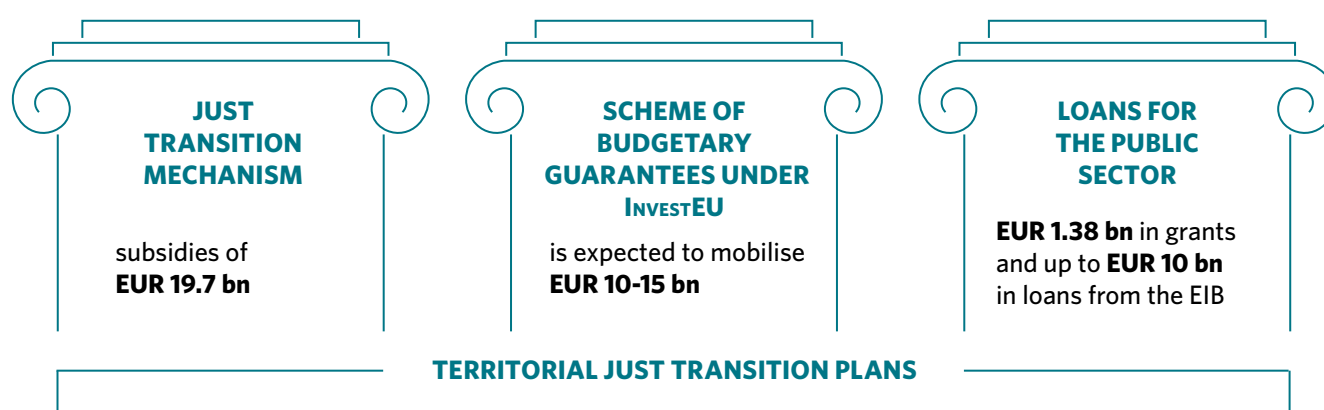 JUST
TRANSITION
MECHANISM
subsidies of
EUR 19.7 bn
SCHEME OF
BUDGETARY
GUARANTEES UNDER
INVESTEU
is expected to mobilise
EUR 10-15 bn
LOANS FOR
THE PUBLIC
SECTOR
EUR 1.38 bn in grants
and up to EUR 10 bn
in loans from the EIB
TERRITORIAL JUST TRANSITION PLANS